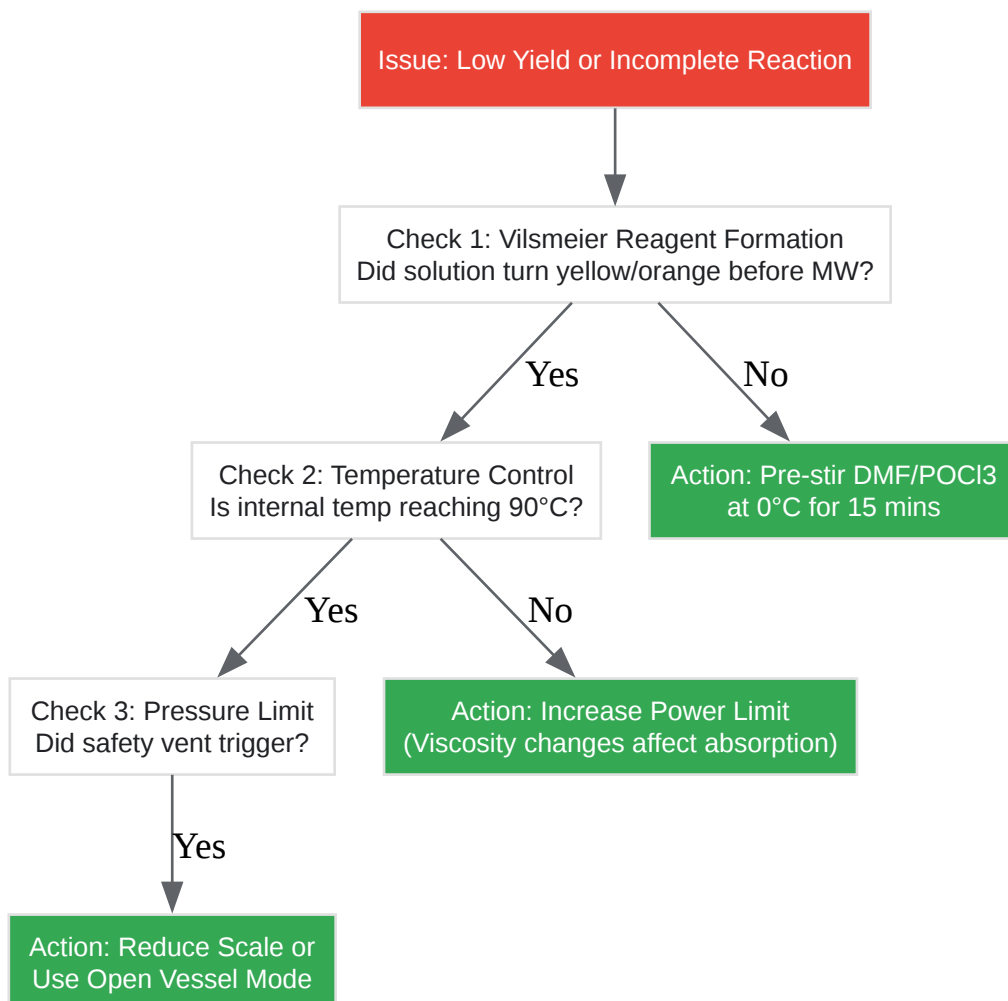 Issue: Low Yield or Incomplete Reaction
Check 1: Vilsmeier Reagent Formation
Did solution turn yellow/orange before MW?
Yes
No
Check 2: Temperature Control
Is internal temp reaching 90°C?
Action: Pre-stir DMF/POCl3
at 0°C for 15 mins
Yes
No
Check 3: Pressure Limit
Did safety vent trigger?
Action: Increase Power Limit
(Viscosity changes affect absorption)
Yes
Action: Reduce Scale or
Use Open Vessel Mode